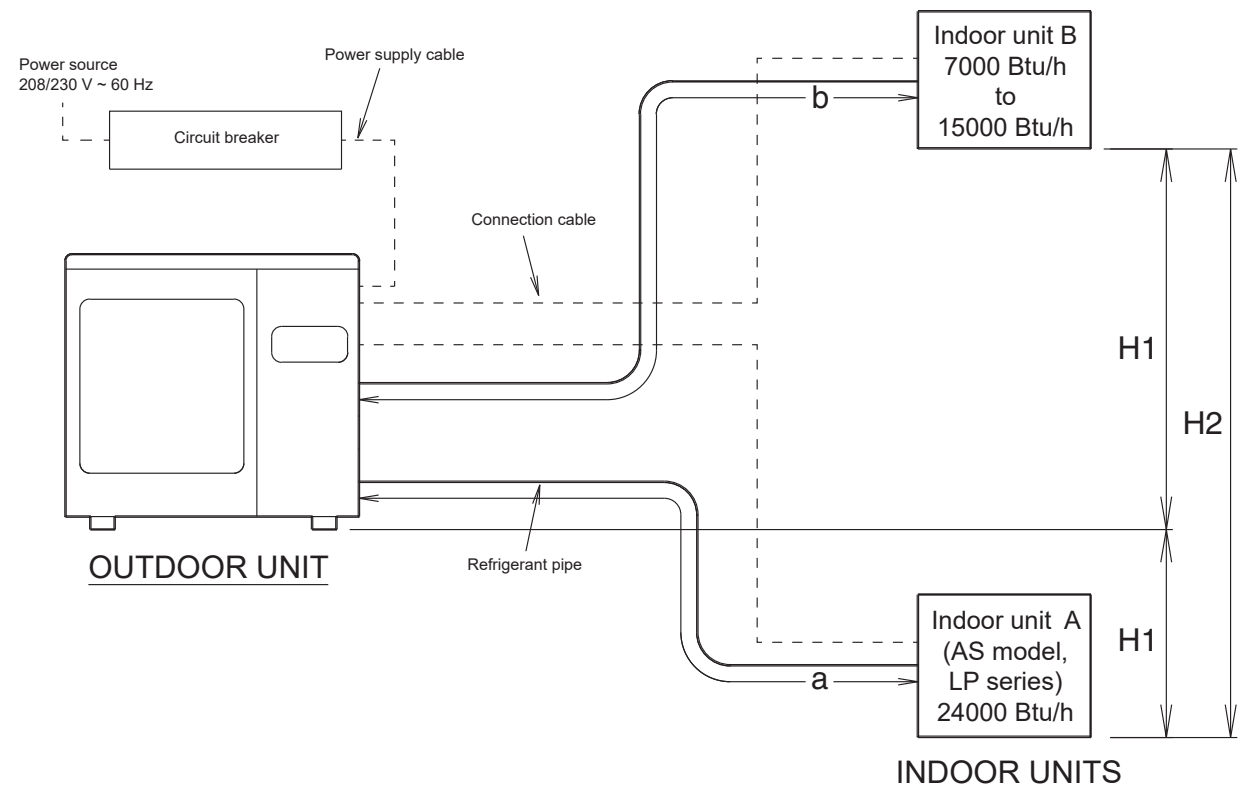 Power source
208/230 V ~ 60 Hz
Power supply cable
Circuit breaker
Indoor unit B
7000 Btu/h
to
15000 Btu/h
b
Connection cable
H1
H2
OUTDOOR UNIT
Refrigerant pipe
a
Indoor unit A
(AS model,
LP series)
24000 Btu/h
H1
INDOOR UNITS